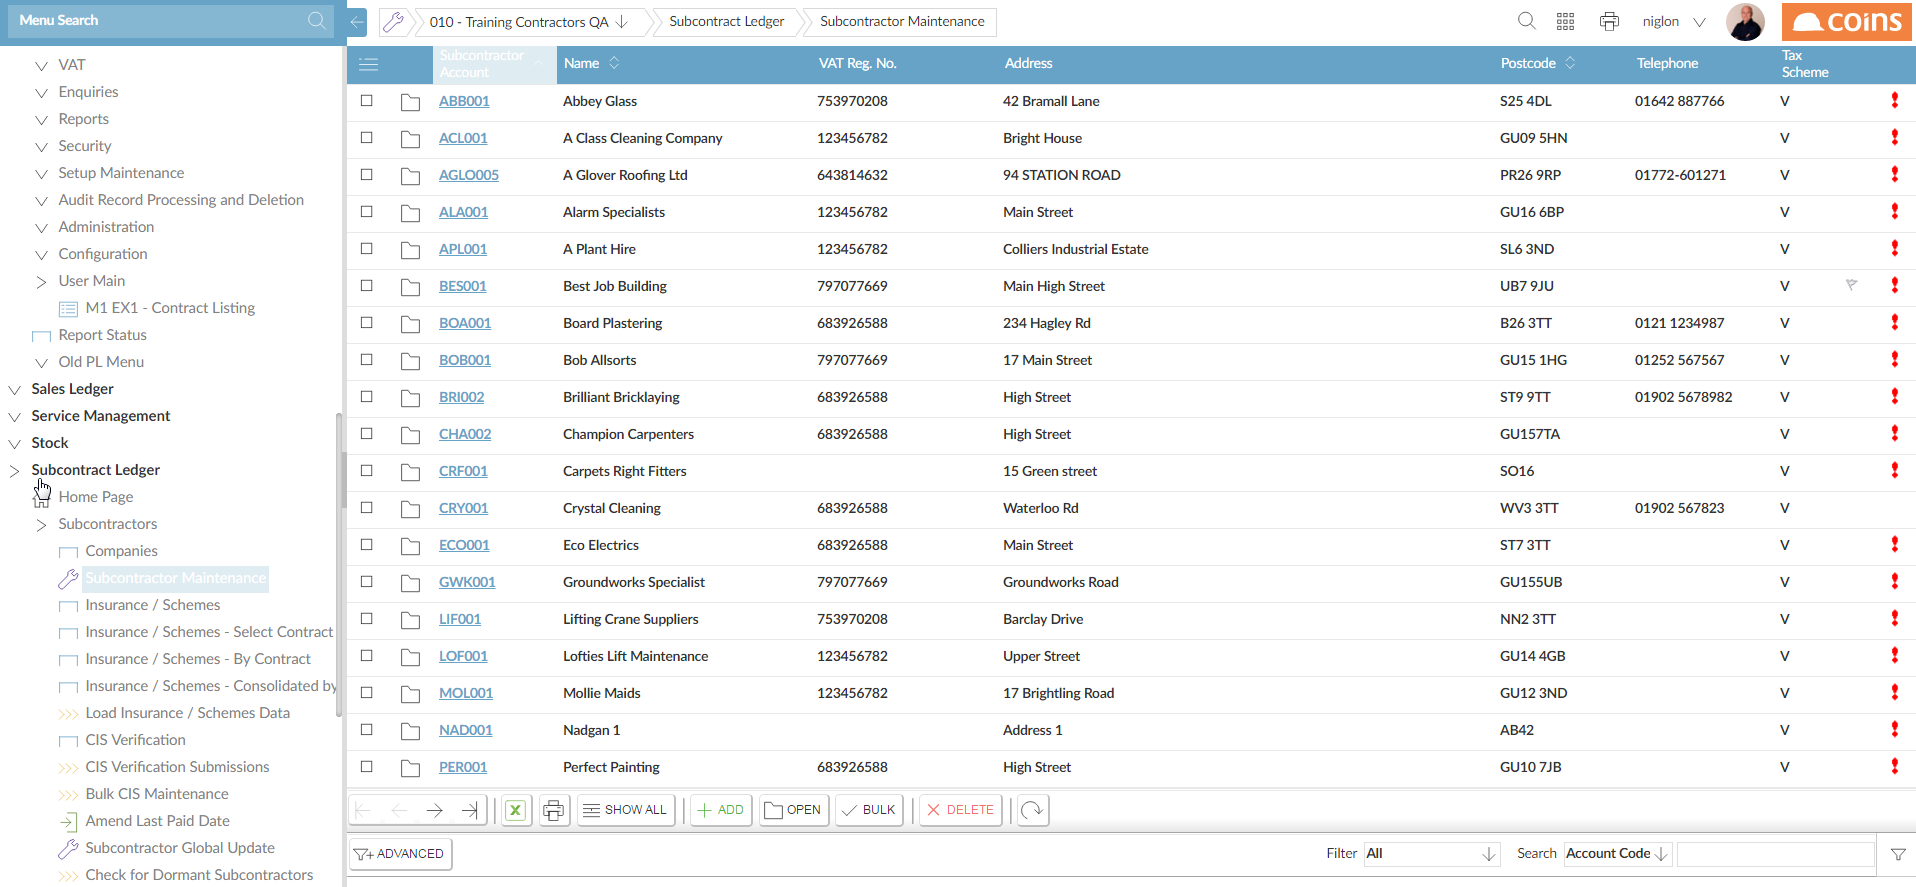 Menu Search
010 - Training Contractors QA
Subcontract Ledger
Subcontractor Maintenance
niglon
coins
VAT
Enquiries
Reports
Security
Setup Maintenance
Audit Record Processing and Deletion
Administration
Configuration
User Main
M1 EX1 - Contract Listing
Report Status
Old PL Menu
Sales Ledger
Service Management
Stock
Subcontract Ledger
Home Page
Subcontractors
Companies
Subcontractor Maintenance
Insurance / Schemes
Insurance / Schemes - Select Contract
Insurance / Schemes - By Contract
Insurance / Schemes - Consolidated by
Load Insurance / Schemes Data
CIS Verification
CIS Verification Submissions
Bulk CIS Maintenance
Amend Last Paid Date
Subcontractor Global Update
Check for Dormant Subcontractors
Subcontractor Account Name VAT Reg. No. Address Postcode Telephone Tax Scheme
ABB001 Abbey Glass 753970208 42 Bramall Lane S25 4DL 01642 887766 V
ACL001 A Class Cleaning Company 123456782 Bright House GU09 5HN V
AGLO005 A Glover Roofing Ltd 643814632 94 STATION ROAD PR26 9RP 01772-601271 V
ALA001 Alarm Specialists 123456782 Main Street GU16 6BP V
APL001 A Plant Hire 123456782 Colliers Industrial Estate SL6 3ND V
BES001 Best Job Building 797077669 Main High Street UB7 9JU V
BOA001 Board Plastering 683926588 234 Hagley Rd B26 3TT 0121 1234987 V
BOB001 Bob Allsorts 797077669 17 Main Street GU15 1HG 01252 567567 V
BRI002 Brilliant Bricklaying 683926588 High Street ST9 9TT 01902 5678982 V
CHA002 Champion Carpenters 683926588 High Street GU157TA V
CRF001 Carpets Right Fitters 15 Green street SO16 V
CRY001 Crystal Cleaning 683926588 Waterloo Rd WV3 3TT 01902 567823 V
ECO001 Eco Electrics 683926588 Main Street ST7 3TT V
GWK001 Groundworks Specialist 797077669 Groundworks Road GU155UB V
LIF001 Lifting Crane Suppliers 753970208 Barclay Drive NN2 3TT V
LOF001 Lofties Lift Maintenance 123456782 Upper Street GU14 4GB V
MOL001 Mollie Maids 123456782 17 Brightling Road GU12 3ND V
NAD001 Nadgan 1 Address 1 AB42 V
PER001 Perfect Painting 683926588 High Street GU10 7JB V
SHOW ALL ADD OPEN BULK DELETE
ADVANCED Filter All Search Account Code